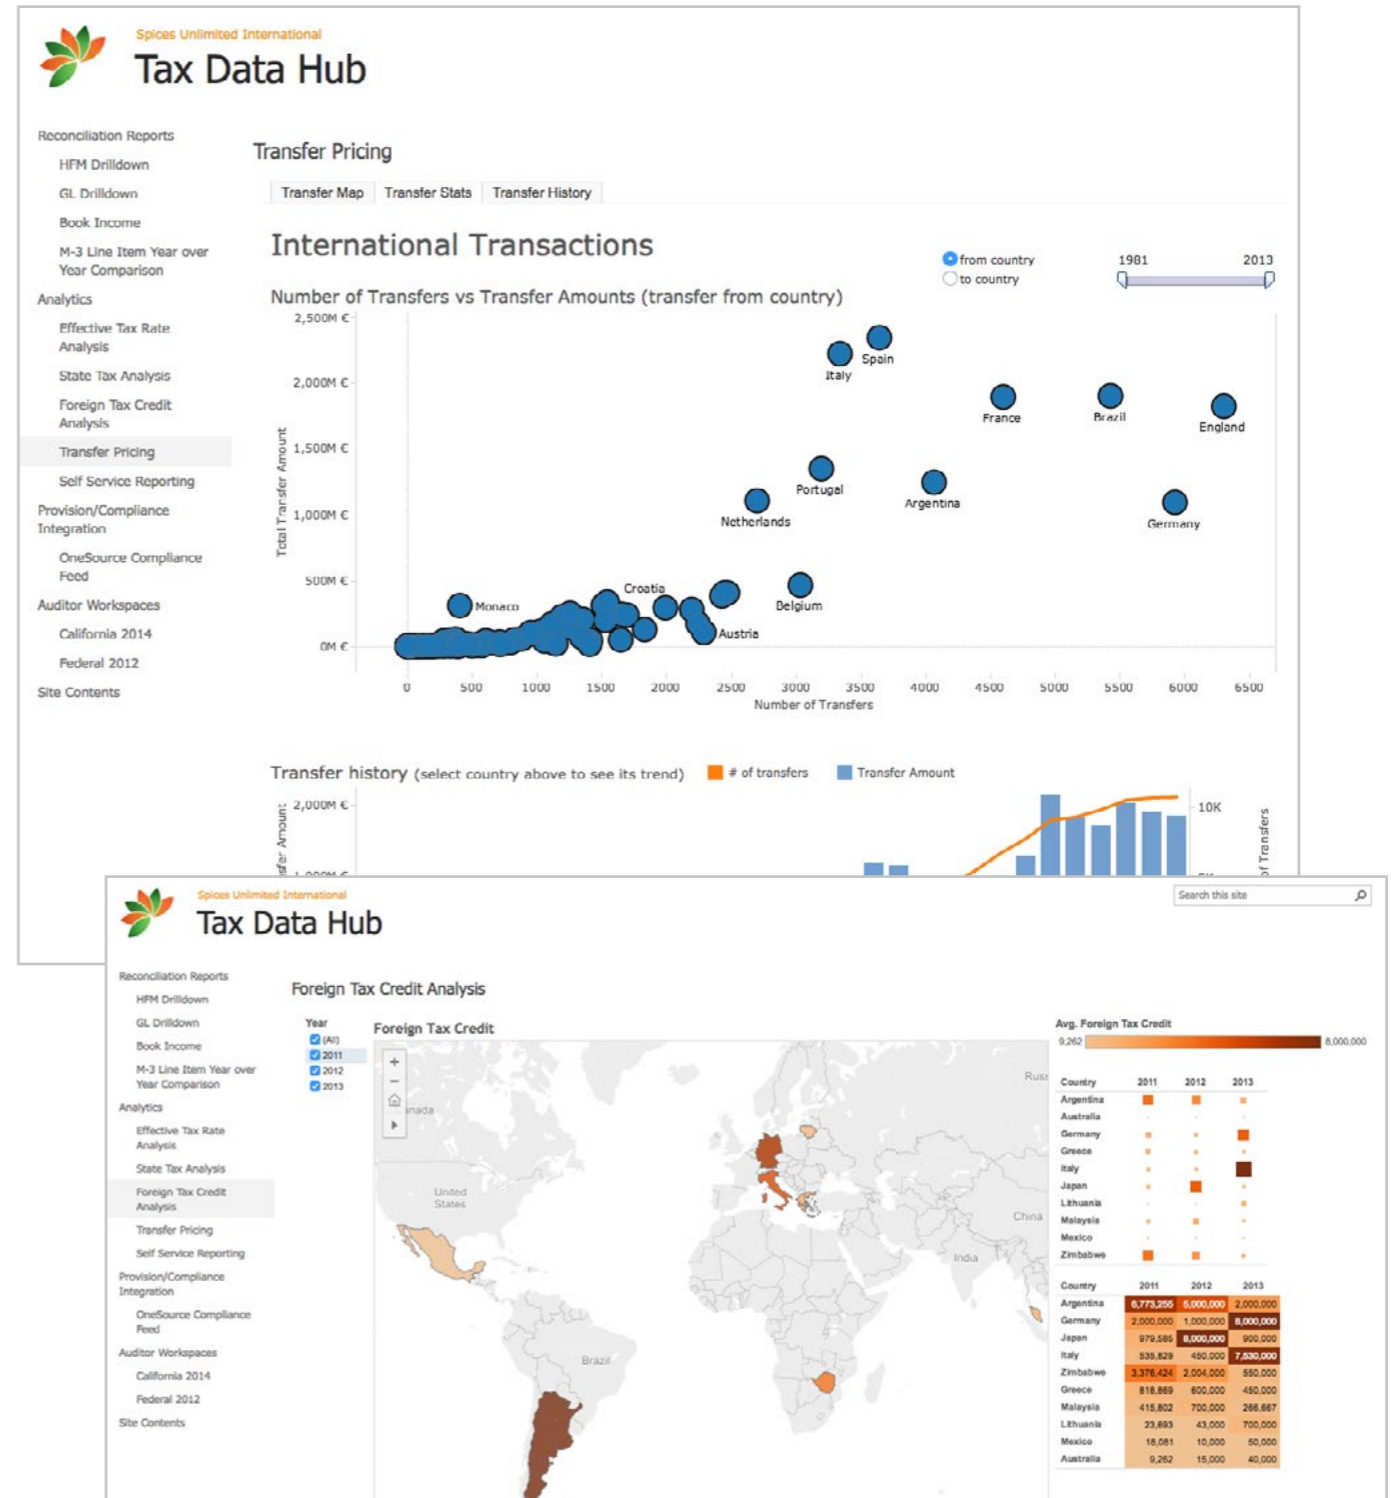 Spices Unlimited International
Tax Data Hub
Reconciliation Reports
HFM Drilldown
GL Drilldown
Book Income
M-3 Line Item Year over
Year Comparison
Analytics
Effective Tax Rate
Analysis
State Tax Analysis
Foreign Tax Credit
Analysis
Transfer Pricing
Self Service Reporting
Provision/Compliance
Integration
OneSource Compliance
Feed
Auditor Workspaces
California 2014
Federal 2012
Site Contents
Transfer Pricing
Transfer Map Transfer Stats Transfer History
International Transactions
from country
to country
1981 2013
Number of Transfers vs Transfer Amounts (transfer from country)
2,500M €
2,000M €
1,500M €
1,000M €
500M €
0M €
Total Transfer Amount
Spain
Italy
France
Brazil
England
Portugal
Argentina
Netherlands
Germany
Croatia
Monaco
Belgium
Austria
0 500 1000 1500 2000 2500 3000 3500 4000 4500 5000 5500 6000 6500
Number of Transfers
Transfer history (select country above to see its trend) # of transfers Transfer Amount
2,000M €
10K
Amount
of Transfers
Spices Unlimited International
Tax Data Hub
Search this site
Reconciliation Reports
HFM Drilldown
GL Drilldown
Book Income
M-3 Line Item Year over
Year Comparison
Analytics
Effective Tax Rate
Analysis
State Tax Analysis
Foreign Tax Credit
Analysis
Transfer Pricing
Self Service Reporting
Provision/Compliance
Integration
OneSource Compliance
Feed
Auditor Workspaces
California 2014
Federal 2012
Site Contents
Foreign Tax Credit Analysis
Year
(All)
2011
2012
2013
Foreign Tax Credit
nada
United
States
Brazil
Russ
China
India
Avg. Foreign Tax Credit
9,262 8,000,000
Country 2011 2012 2013
Argentina
Australia
Germany
Greece
Italy
Japan
Lithuania
Malaysia
Mexico
Zimbabwe
Country 2011 2012 2013
Argentina 6,773,255 5,000,000 2,000,000
Germany 2,000,000 1,000,000 8,000,000
Japan 979,585 8,000,000 900,000
Italy 535,829 450,000 7,530,000
Zimbabwe 3,376,424 2,004,000 550,000
Greece 818,869 600,000 450,000
Malaysia 415,802 700,000 266,667
Lithuania 23,693 43,000 700,000
Mexico 18,081 10,000 50,000
Australia 9,262 15,000 40,000